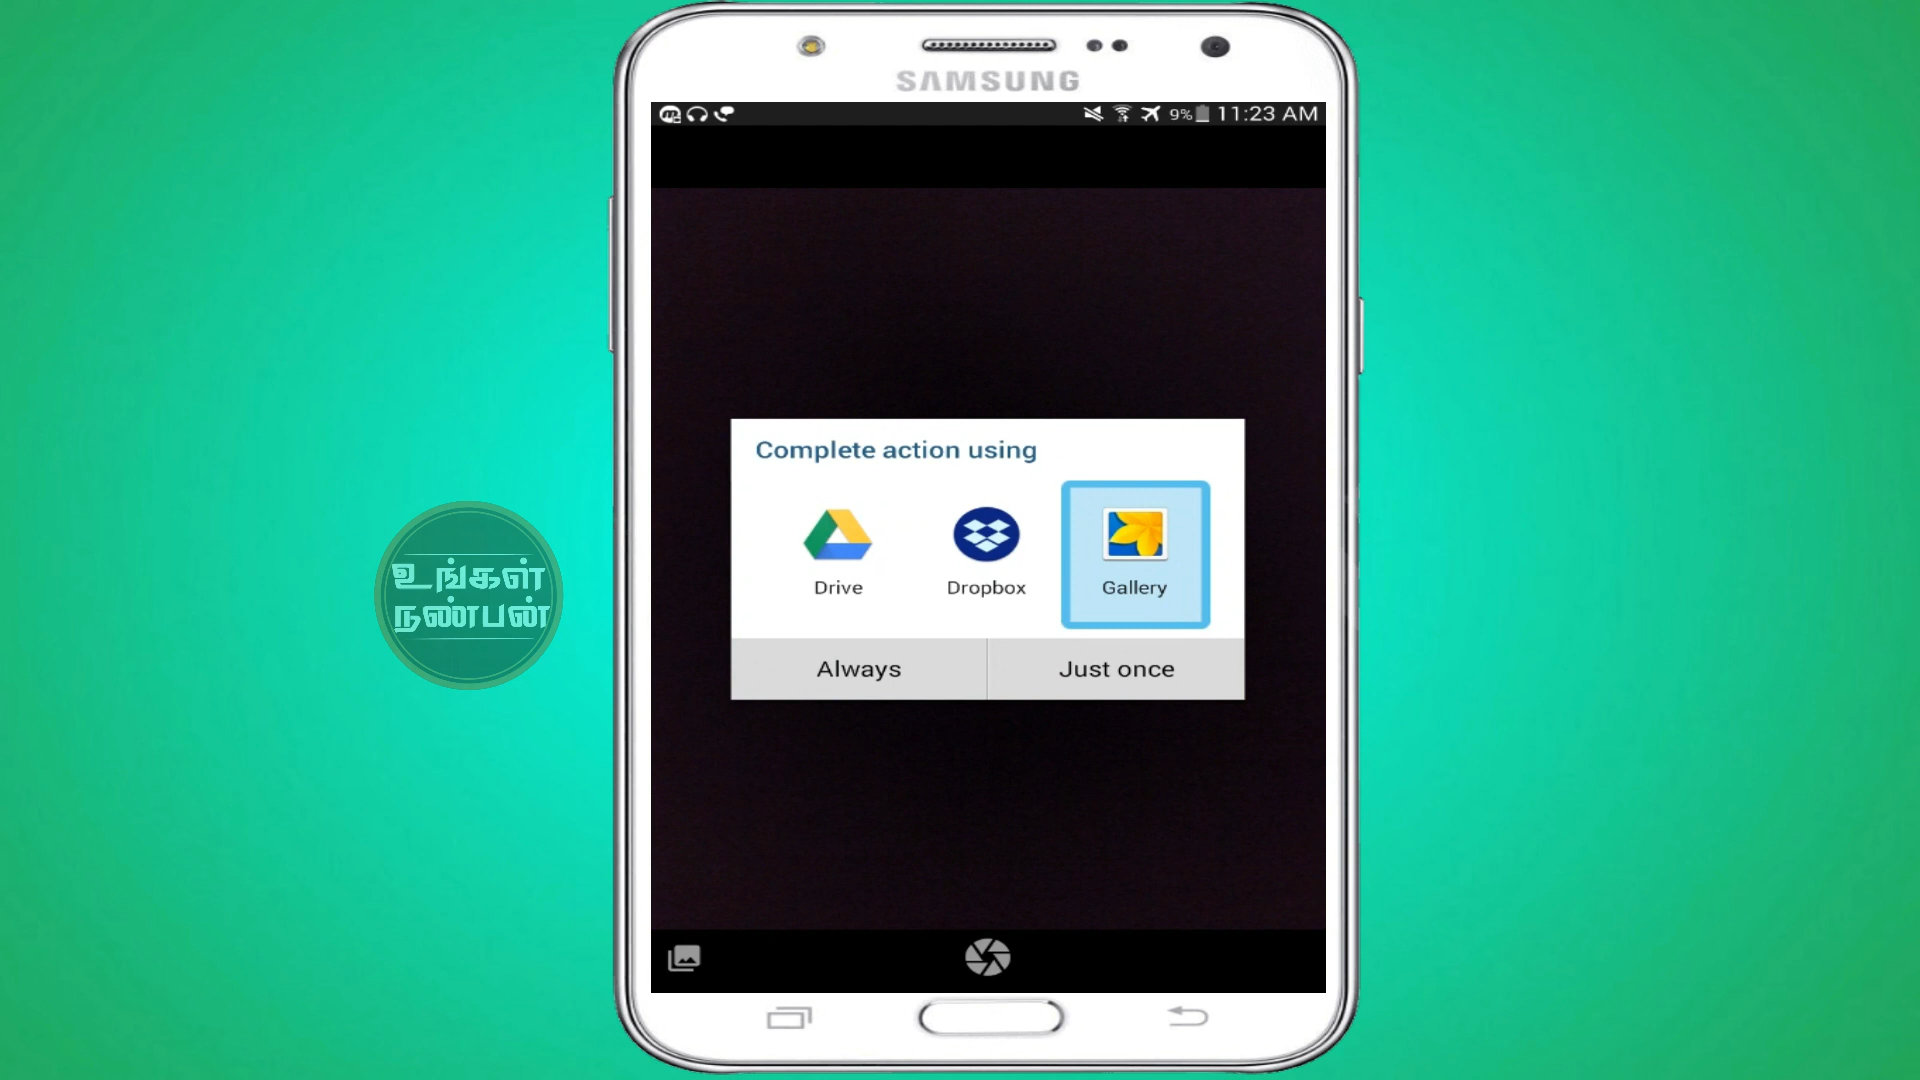 SAMSUNG
9% 11:23 AM
Complete action using
Drive
Dropbox
Gallery
Always
Just once
உங்கள்
நண்பன்